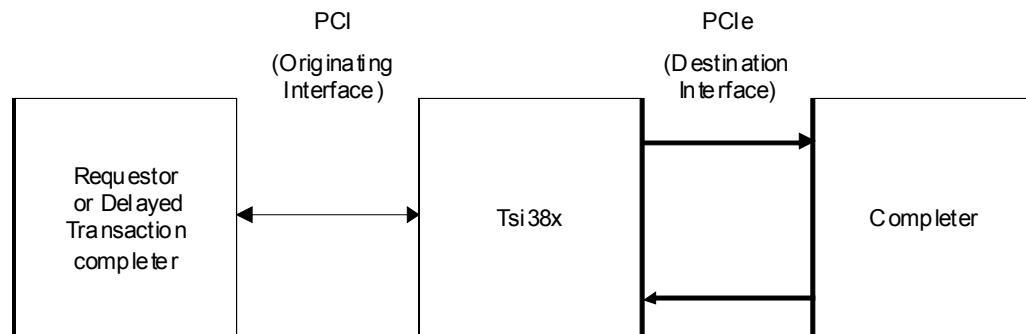 PCI
(Originating
Interface)
PCIe
(Destination
Interface)
Requestor
or Delayed
Transaction
completer
Tsi38x
Completer